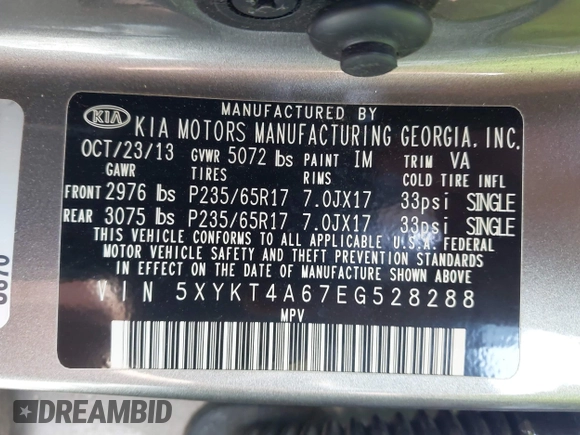 MANUFACTURED BY
KIA KIA MOTORS MANUFACTURING GEORGIA, INC.
OCT/23/13 GVWR 5072 lbs PAINT IM TRIM VA
GAWR TIRES RIMS COLD TIRE INFL
FRONT 2976 lbs P235/65R17 7.0JX17 33psi SINGLE
REAR 3075 lbs P235/65R17 7.0JX17 33psi SINGLE
THIS VEHICLE CONFORMS TO ALL APPLICABLE U.S.A. FEDERAL
MOTOR VEHICLE SAFETY AND THEFT PREVENTION STANDARDS
IN EFFECT ON THE DATE OF MANUFACTURE SHOWN ABOVE.
VIN 5XYKT4A67EG528288
MPV
DREAMBID